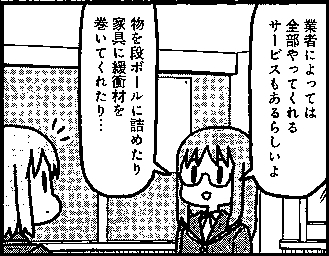 業者によっては
全部やってくれる
サービスもあるらしいよ
物を段ボールに詰めたり
家具に緩衝材を
巻いてくれたり…